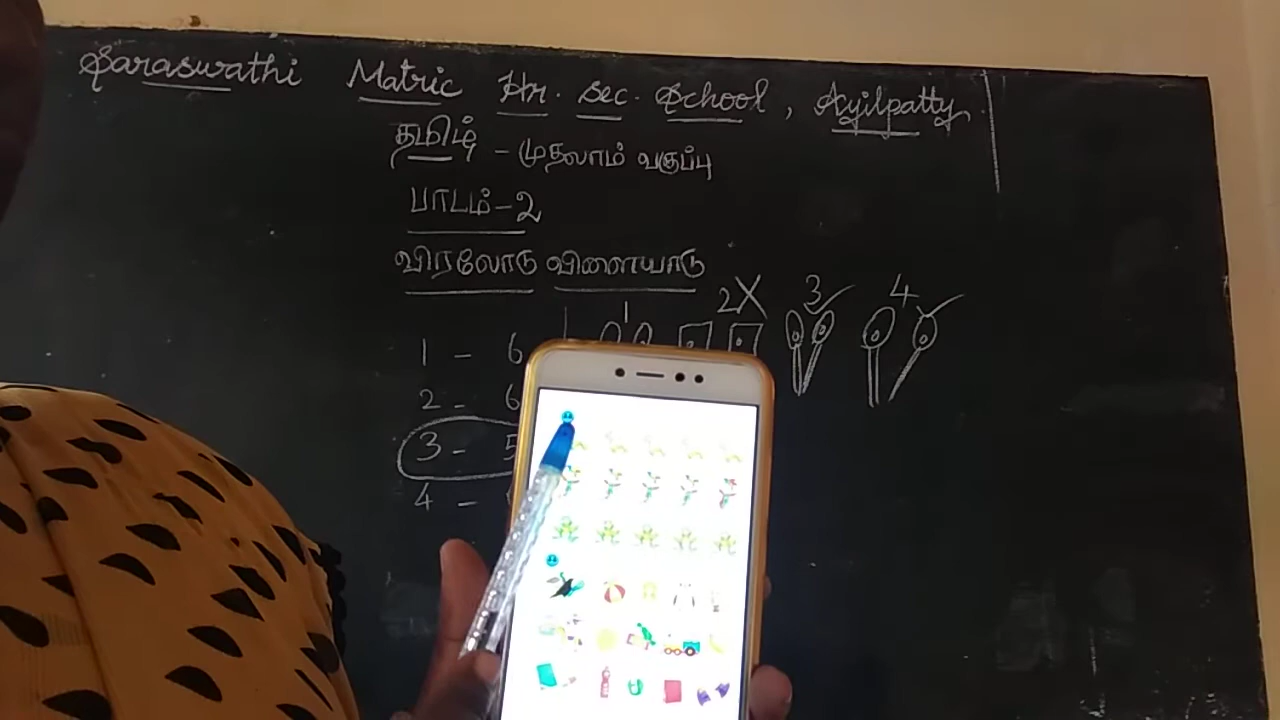 Saraswathi Matric Hr. Sec. School, Ayilpatty.
தமிழ் - முதலாம் வகுப்பு
பாடம்-2
விரலோடு விளையாடு
1 2X 3✓ 4✓
1 - 6
2 - 6
3 - 5
4 -